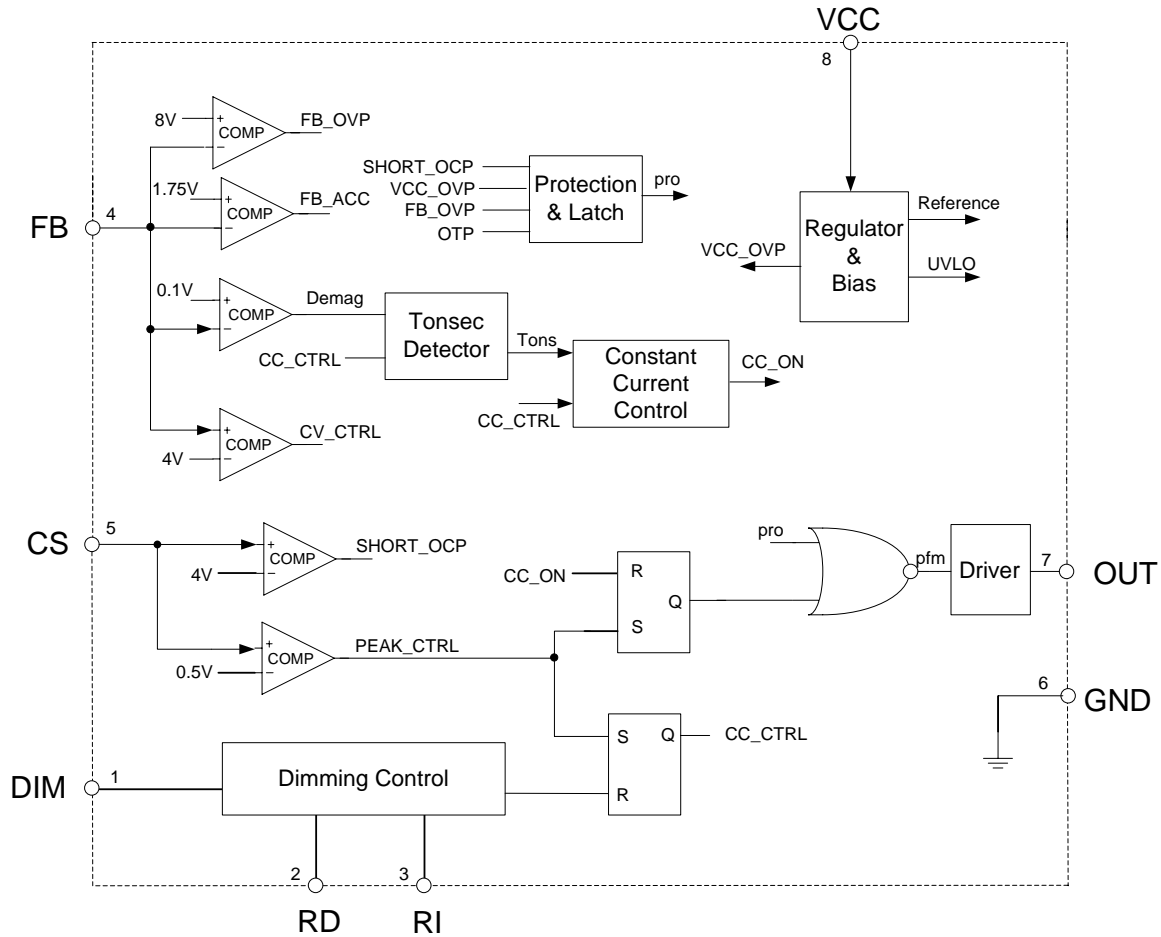 VCC
8
8V
+
−
COMP
FB_OVP
1.75V
+
−
COMP
FB_ACC
FB
4
SHORT_OCP
VCC_OVP
FB_OVP
OTP
Protection
& Latch
pro
Regulator
&
Bias
Reference
UVLO
VCC_OVP
0.1V
+
−
COMP
Demag
CC_CTRL
Tonsec
Detector
Tons
CC_CTRL
Constant
Current
Control
CC_ON
+
−
4V
COMP
CV_CTRL
CS
5
+
−
4V
COMP
SHORT_OCP
+
−
0.5V
COMP
PEAK_CTRL
CC_ON
R
S
Q
pro
pfm
Driver
7
OUT
6
GND
S
R
Q
CC_CTRL
DIM
1
Dimming Control
2
3
RD
RI